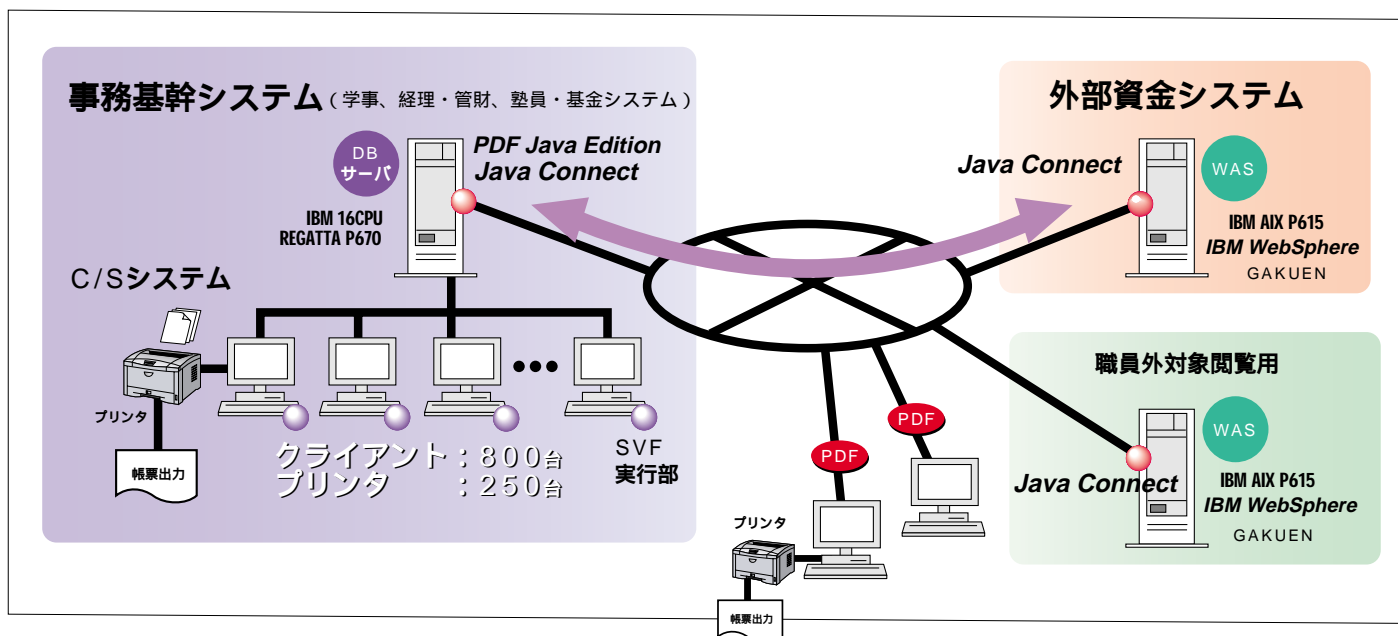 事務基幹システム(学事、経理・管財、塾員・基金システム)
DB
サーバ
PDF Java Edition
Java Connect
IBM 16CPU
REGATTA P670
C/Sシステム
プリンタ
帳票出力
クライアント:800台
プリンタ :250台
SVF
実行部
外部資金システム
Java Connect
WAS
IBM AIX P615
IBM WebSphere
GAKUEN
職員外対象閲覧用
WAS
Java Connect
IBM AIX P615
IBM WebSphere
GAKUEN
PDF
PDF
プリンタ
帳票出力